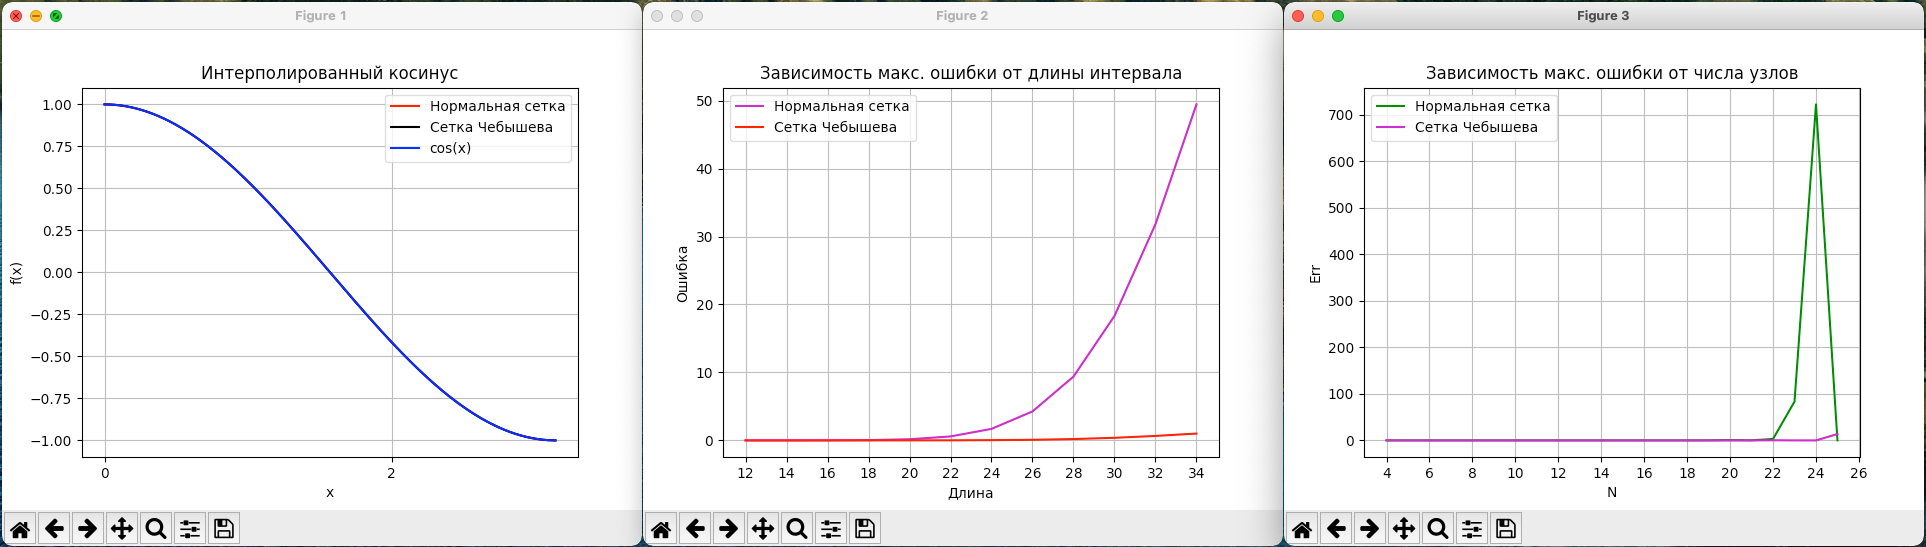 Figure 1
Интерполированный косинус
Нормальная сетка
Сетка Чебышева
cos(x)
1.00
0.75
0.50
0.25
0.00
−0.25
−0.50
−0.75
−1.00
f(x)
0 2
x
Figure 2
Зависимость макс. ошибки от длины интервала
Нормальная сетка
Сетка Чебышева
50
40
30
20
10
0
Ошибка
12 14 16 18 20 22 24 26 28 30 32 34
Длина
Figure 3
Зависимость макс. ошибки от числа узлов
Нормальная сетка
Сетка Чебышева
700
600
500
400
300
200
100
0
Err
4 6 8 10 12 14 16 18 20 22 24 26
N